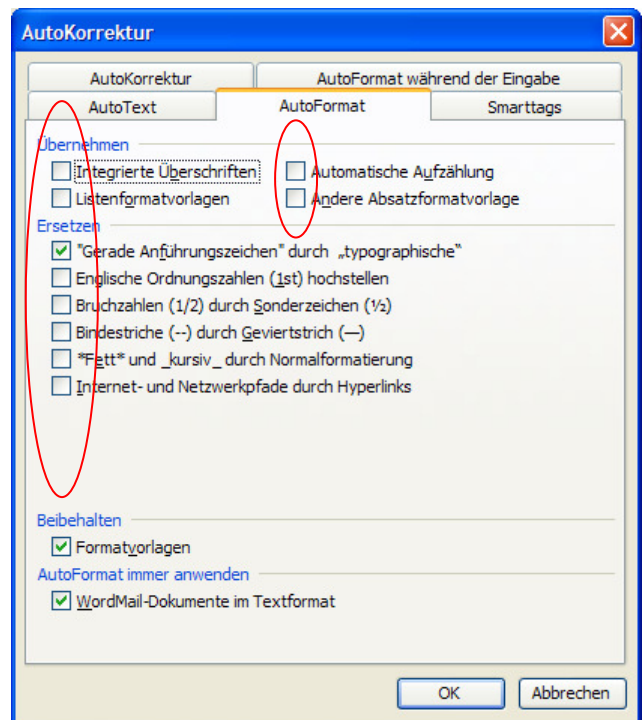 AutoKorrektur
AutoKorrektur AutoFormat während der Eingabe
AutoText AutoFormat Smarttags
Übernehmen
Integrierte Überschriften Automatische Aufzählung
Listenformatvorlagen Andere Absatzformatvorlage
Ersetzen
"Gerade Anführungszeichen" durch „typographische“
Englische Ordnungszahlen (1st) hochstellen
Bruchzahlen (1/2) durch Sonderzeichen (½)
Bindestriche (--) durch Geviertstrich (—)
*Fett* und _kursiv_ durch Normalformatierung
Internet- und Netzwerkpfade durch Hyperlinks
Beibehalten
Formatvorlagen
AutoFormat immer anwenden
WordMail-Dokumente im Textformat
OK Abbrechen